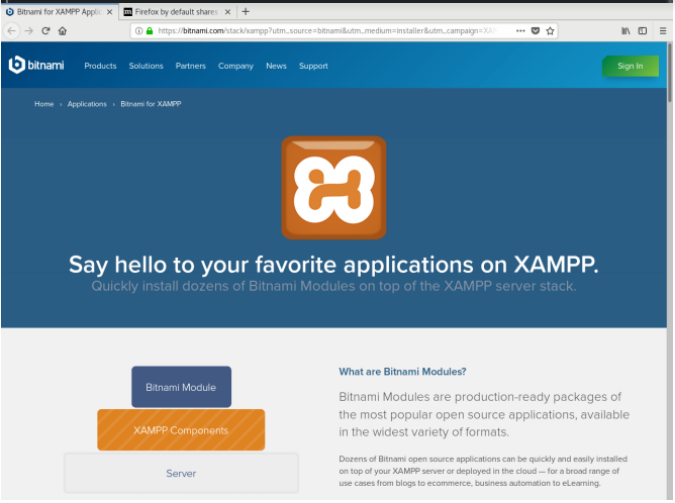 Bitnami for XAMPP Applic
Firefox by default shares
https://bitnami.com/stack/xampp?utm_source=bitnami&utm_medium=installer&utm_campaign=XA
bitnami
Products
Solutions
Partners
Company
News
Support
Sign In
Home › Applications › Bitnami for XAMPP
Say hello to your favorite applications on XAMPP.
Quickly install dozens of Bitnami Modules on top of the XAMPP server stack.
Bitnami Module
XAMPP Components
Server
What are Bitnami Modules?
Bitnami Modules are production-ready packages of
the most popular open source applications, available
in the widest variety of formats.
Dozens of Bitnami open source applications can be quickly and easily installed
on top of your XAMPP server or deployed in the cloud — for a broad range of
use cases from blogs to ecommerce, business automation to eLearning.